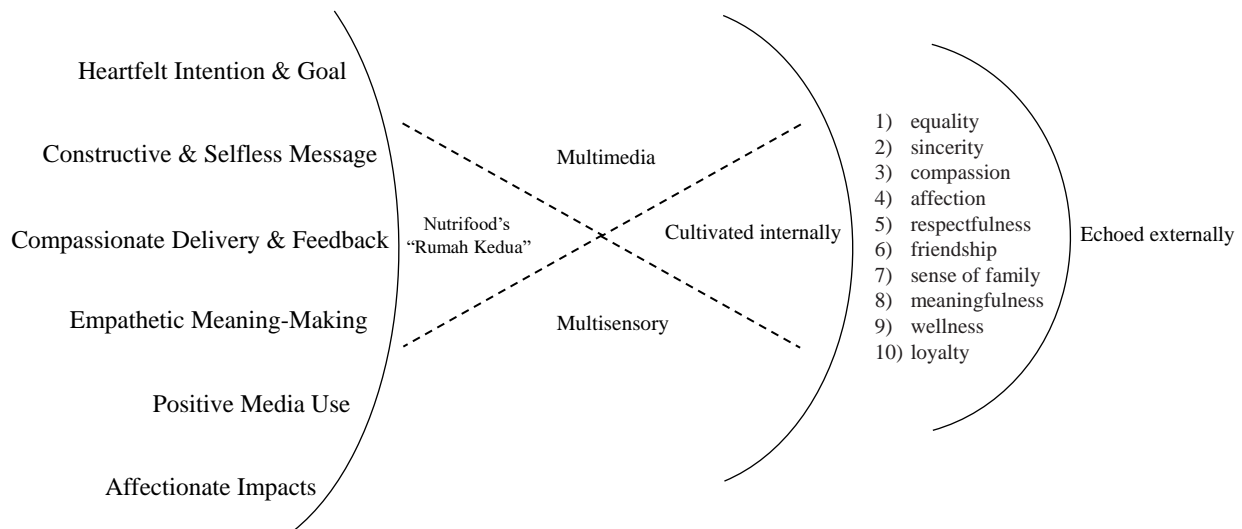 Heartfelt Intention & Goal
Constructive & Selfless Message
Compassionate Delivery & Feedback
Empathetic Meaning-Making
Positive Media Use
Affectionate Impacts
Nutrifood’s
“Rumah Kedua”
Multimedia
Multisensory
Cultivated internally
1) equality
2) sincerity
3) compassion
4) affection
5) respectfulness
6) friendship
7) sense of family
8) meaningfulness
9) wellness
10) loyalty
Echoed externally